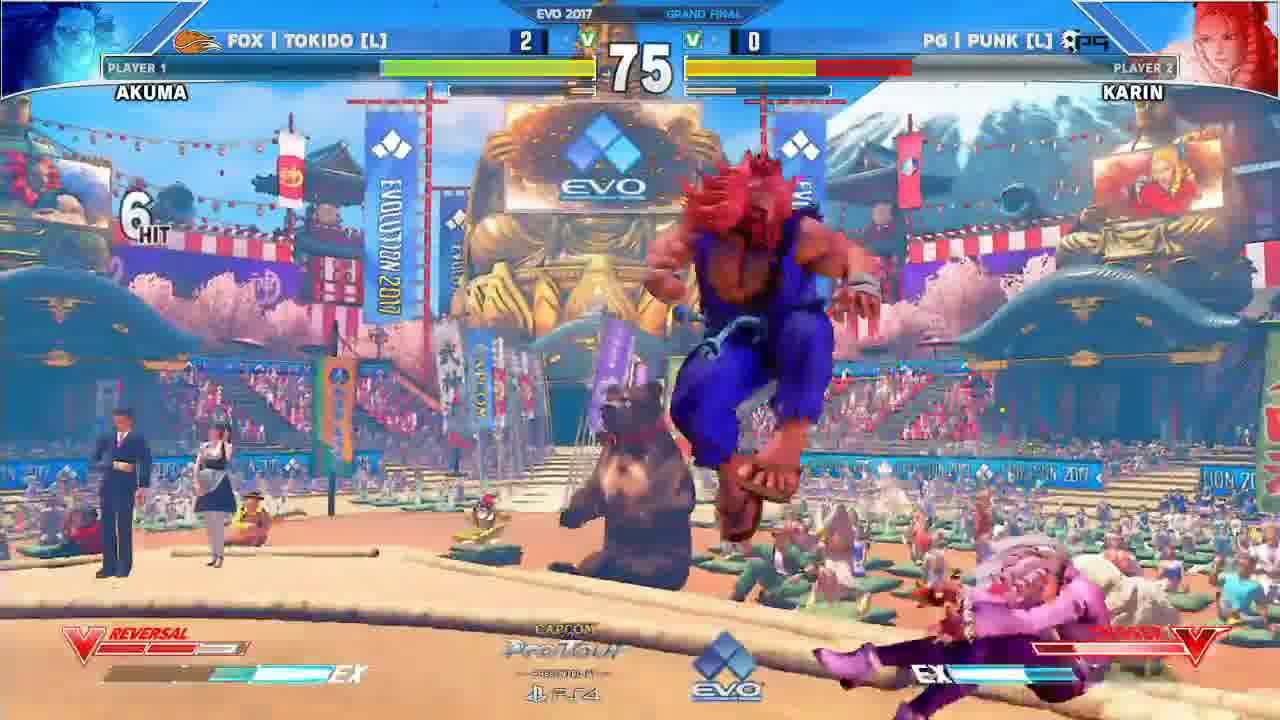 EVO 2017 GRAND FINAL
FOX | TOKIDO [L] 2 V 75 V 0 PG | PUNK [L]
PLAYER 1 PLAYER 2
AKUMA KARIN
EVO
EVOLUTION 2017
6 HIT
CAPCOM
REVERSAL
EX
EX
CAPCOM
Pro Tour
PS4
EVO